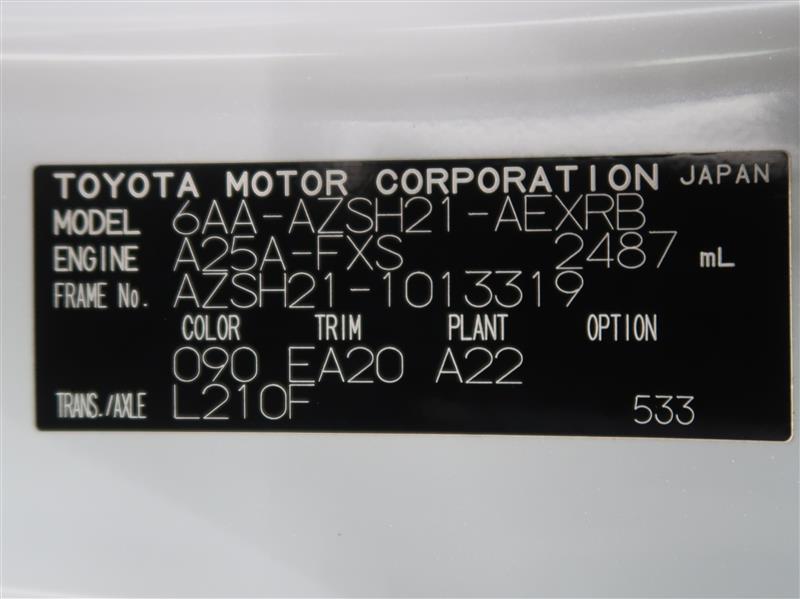 TOYOTA MOTOR CORPORATION JAPAN
MODEL 6AA-AZSH21-AEXRB
ENGINE A25A-FXS 2487 mL
FRAME No. AZSH21-1013319
COLOR TRIM PLANT OPTION
090 EA20 A22
TRANS./AXLE L210F 533